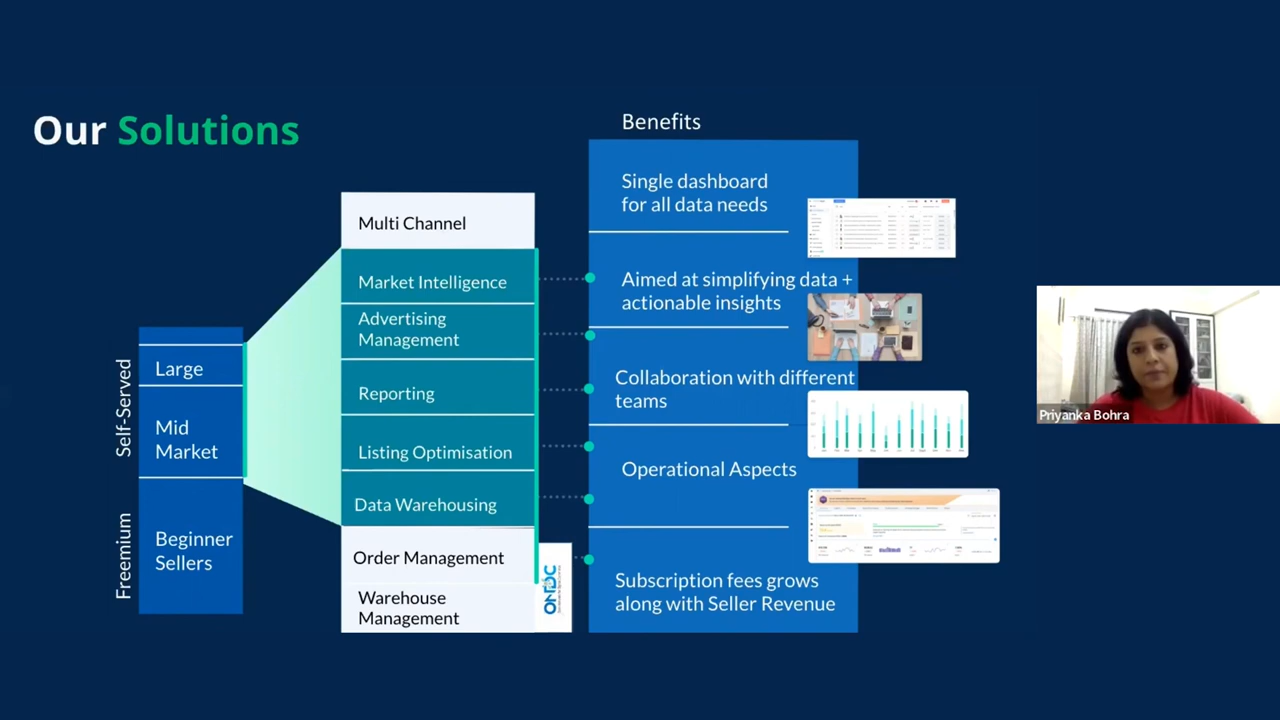 Our Solutions
Benefits
Self-Served
Freemium
Large
Mid
Market
Beginner
Sellers
Multi Channel
Market Intelligence
Advertising
Management
Reporting
Listing Optimisation
Data Warehousing
Order Management
Warehouse
Management
ONDC
Single dashboard
for all data needs
Aimed at simplifying data +
actionable insights
Collaboration with different
teams
Operational Aspects
Subscription fees grows
along with Seller Revenue
Priyanka Bohra